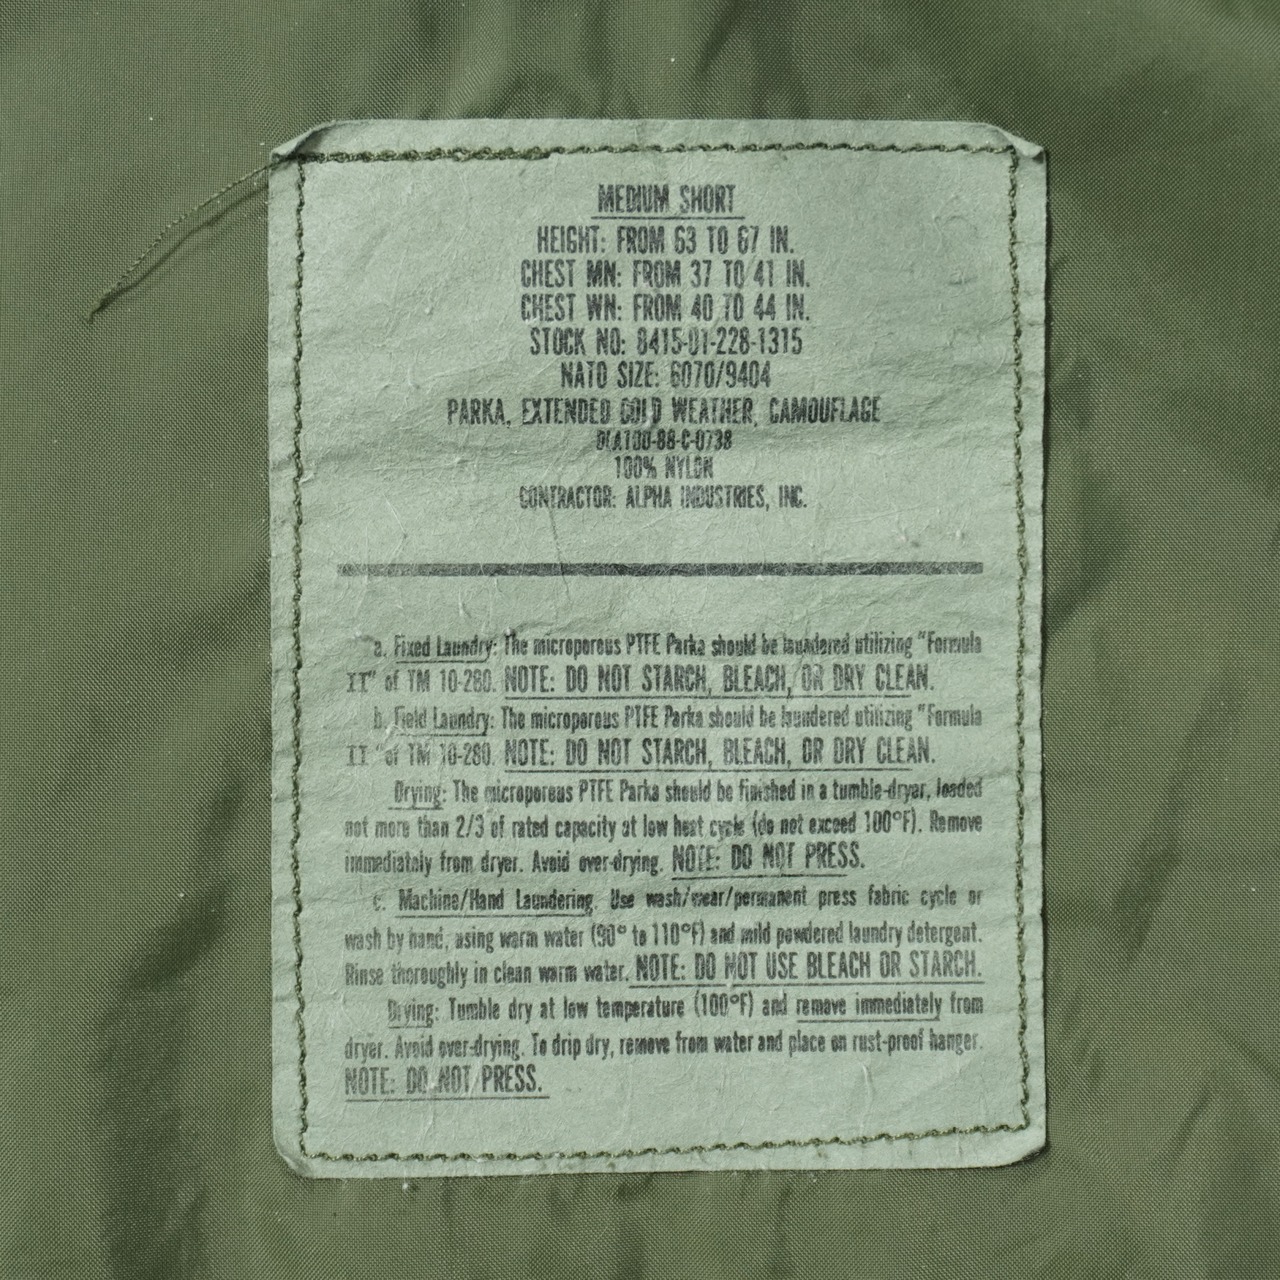 MEDIUM SHORT
HEIGHT: FROM 63 TO 67 IN.
CHEST MN: FROM 37 TO 41 IN.
CHEST WN: FROM 40 TO 44 IN.
STOCK NO: 8415-01-228-1315
NATO SIZE: 6070/9404
PARKA, EXTENDED COLD WEATHER, CAMOUFLAGE
DLA100-88-C-0738
100% NYLON
CONTRACTOR: ALPHA INDUSTRIES, INC.
a. Fixed Laundry: The microporous PTFE Parka should be laundered utilizing "Formula
II" of TM 10-280. NOTE: DO NOT STARCH, BLEACH, OR DRY CLEAN.
b. Field Laundry: The microporous PTFE Parka should be laundered utilizing "Formula
II "of TM 10-280. NOTE: DO NOT STARCH, BLEACH, OR DRY CLEAN.
Drying: The microporous PTFE Parka should be finished in a tumble-dryer, loaded
not more than 2/3 of rated capacity at low heat cycle (do not exceed 100°F). Remove
immediately from dryer. Avoid over-drying. NOTE: DO NOT PRESS.
c. Machine/Hand Laundering. Use wash/wear/permanent press fabric cycle or
wash by hand, using warm water (90° to 110°F) and mild powdered laundry detergent.
Rinse thoroughly in clean warm water. NOTE: DO NOT USE BLEACH OR STARCH.
Drying: Tumble dry at low temperature (100°F) and remove immediately from
dryer. Avoid over-drying. To drip dry, remove from water and place on rust-proof hanger.
NOTE: DO NOT PRESS.